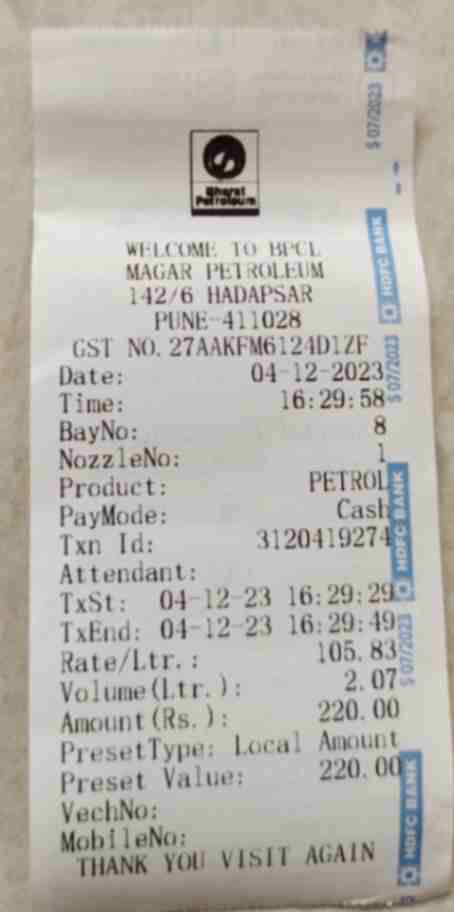 Bharat
Petroleum
WELCOME TO BPCL
MAGAR PETROLEUM
142/6 HADAPSAR
PUNE-411028
GST NO. 27AAKFM6124D1ZF
Date: 04-12-2023
Time: 16:29:58
BayNo: 8
NozzleNo: 1
Product: PETROL
PayMode: Cash
Txn Id: 3120419274
Attendant:
TxSt: 04-12-23 16:29:29
TxEnd: 04-12-23 16:29:49
Rate/Ltr.: 105.83
Volume(Ltr.): 2.07
Amount(Rs.): 220.00
PresetType: Local Amount
Preset Value: 220.00
VechNo:
MobileNo:
THANK YOU VISIT AGAIN
S 07/2023
HDFC BANK
S 07/2023
HDFC BANK
S 07/2023
HDFC BANK